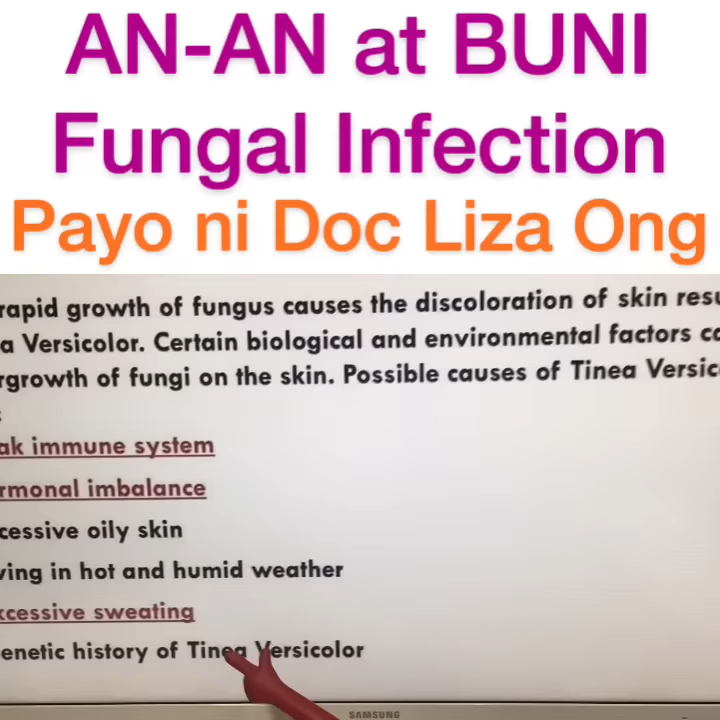 AN-AN at BUNI
Fungal Infection
Payo ni Doc Liza Ong
rapid growth of fungus causes the discoloration of skin resu
a Versicolor. Certain biological and environmental factors ca
rgrowth of fungi on the skin. Possible causes of Tinea Versic
ak immune system
rmonal imbalance
cessive oily skin
ving in hot and humid weather
xcessive sweating
enetic history of Tinea Versicolor
SAMSUNG